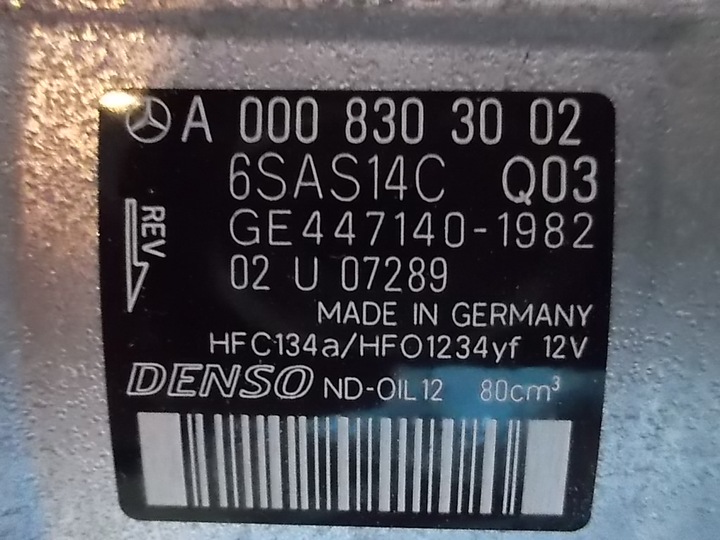 A 000 830 30 02
6SAS14C Q03
REV
GE447140-1982
02 U 07289
MADE IN GERMANY
HFC134a/HFO1234yf 12V
DENSO ND-OIL12 80cm³